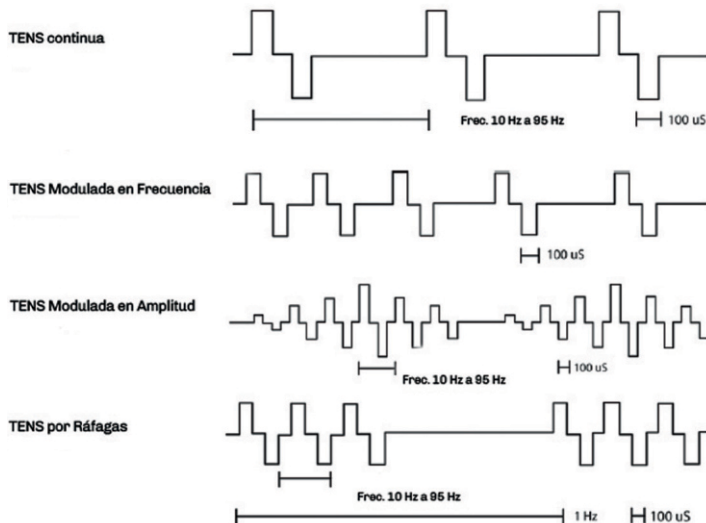 TENS continua
Frec. 10 Hz a 95 Hz
100 uS
TENS Modulada en Frecuencia
100 uS
TENS Modulada en Amplitud
100 uS
Frec. 10 Hz a 95 Hz
TENS por Ráfagas
Frec. 10 Hz a 95 Hz
1 Hz
100 uS